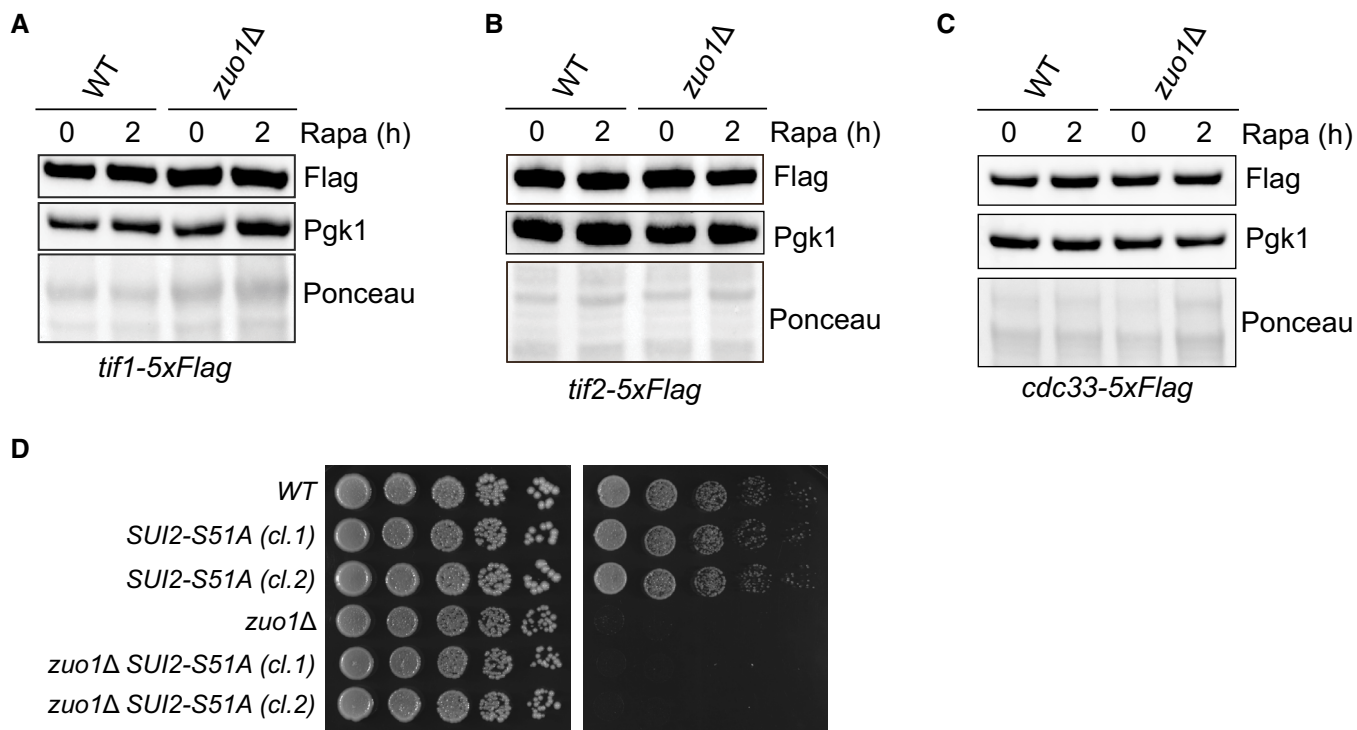 A
WT zuo1Δ
0 2 0 2 Rapa (h)
Flag
Pgk1
Ponceau
tif1-5xFlag
B
WT zuo1Δ
0 2 0 2 Rapa (h)
Flag
Pgk1
Ponceau
tif2-5xFlag
C
WT zuo1Δ
0 2 0 2 Rapa (h)
Flag
Pgk1
Ponceau
cdc33-5xFlag
D
WT
SUI2-S51A (cl.1)
SUI2-S51A (cl.2)
zuo1Δ
zuo1Δ SUI2-S51A (cl.1)
zuo1Δ SUI2-S51A (cl.2)